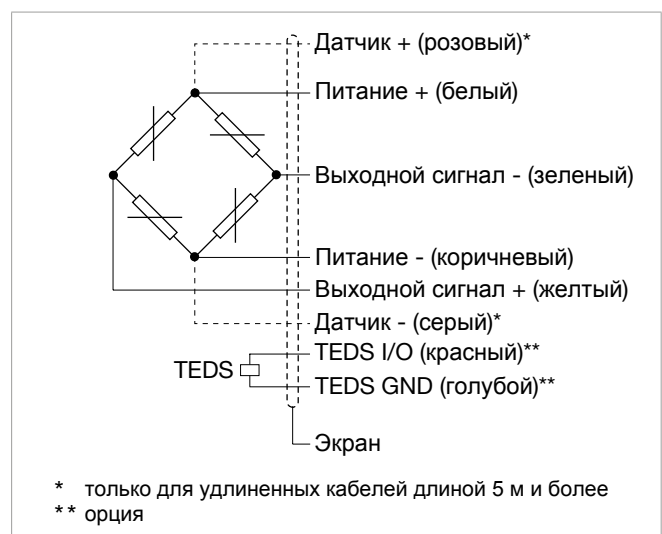 Датчик + (розовый)*
Питание + (белый)
Выходной сигнал - (зеленый)
Питание - (коричневый)
Выходной сигнал + (желтый)
Датчик - (серый)*
TEDS I/O (красный)**
TEDS
TEDS GND (голубой)**
Экран
* только для удлиненных кабелей длиной 5 м и более
** орция